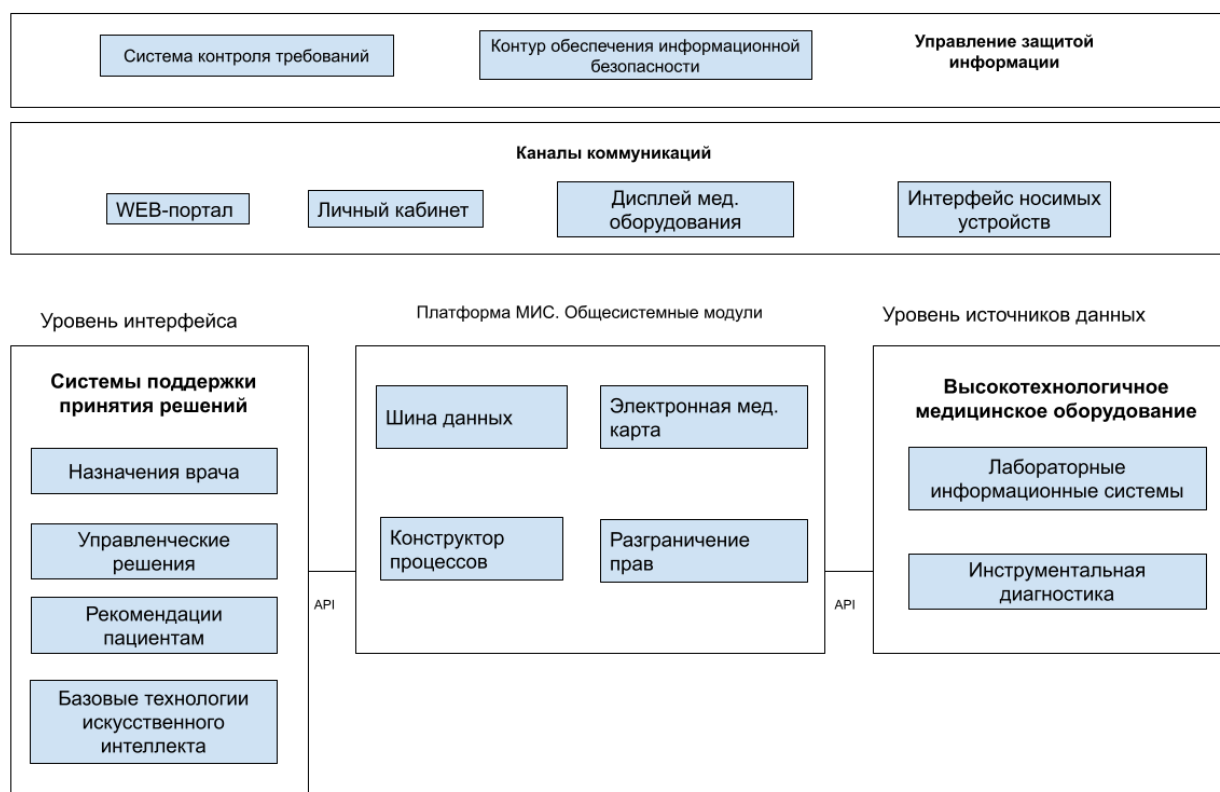 Система контроля требований
Контур обеспечения информационной
безопасности
Управление защитой
информации
Каналы коммуникаций
WEB-портал
Личный кабинет
Дисплей мед.
оборудования
Интерфейс носимых
устройств
Уровень интерфейса
Платформа МИС. Общесистемные модули
Уровень источников данных
Системы поддержки
принятия решений
Назначения врача
Управленческие
решения
Рекомендации
пациентам
Базовые технологии
искусственного
интеллекта
API
Шина данных
Электронная мед.
карта
Конструктор
процессов
Разграничение
прав
API
Высокотехнологичное
медицинское оборудование
Лабораторные
информационные системы
Инструментальная
диагностика